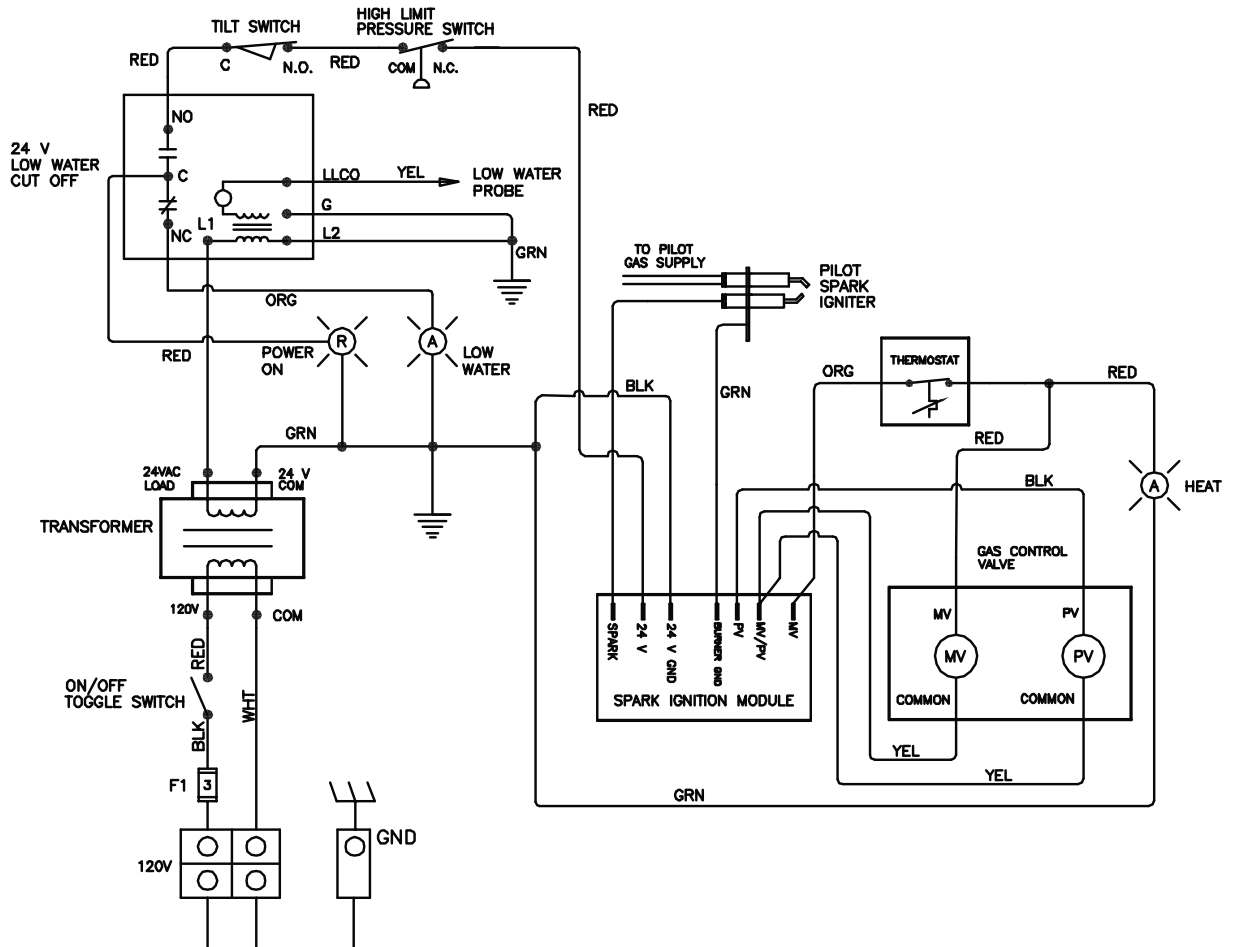 TILT SWITCH
HIGH LIMIT
PRESSURE SWITCH
RED
C
N.O.
RED
COM
N.C.
RED
NO
24 V
LOW WATER
CUT OFF
C
LLCO
YEL
LOW WATER
PROBE
G
L1
NC
L2
GRN
TO PILOT
GAS SUPPLY
PILOT
SPARK
IGNITER
ORG
RED
POWER
ON
R
A
LOW
WATER
THERMOSTAT
ORG
RED
BLK
GRN
RED
GRN
24VAC
LOAD
24 V
COM
BLK
A
HEAT
TRANSFORMER
GAS CONTROL
VALVE
120V
COM
MV
PV
SPARK
24 V
24 V GND
BURNER GND
PV
MV/PV
MV
MV
PV
RED
ON/OFF
TOGGLE SWITCH
WHT
SPARK IGNITION MODULE
COMMON
COMMON
BLK
YEL
YEL
F1
3
GRN
GND
120V